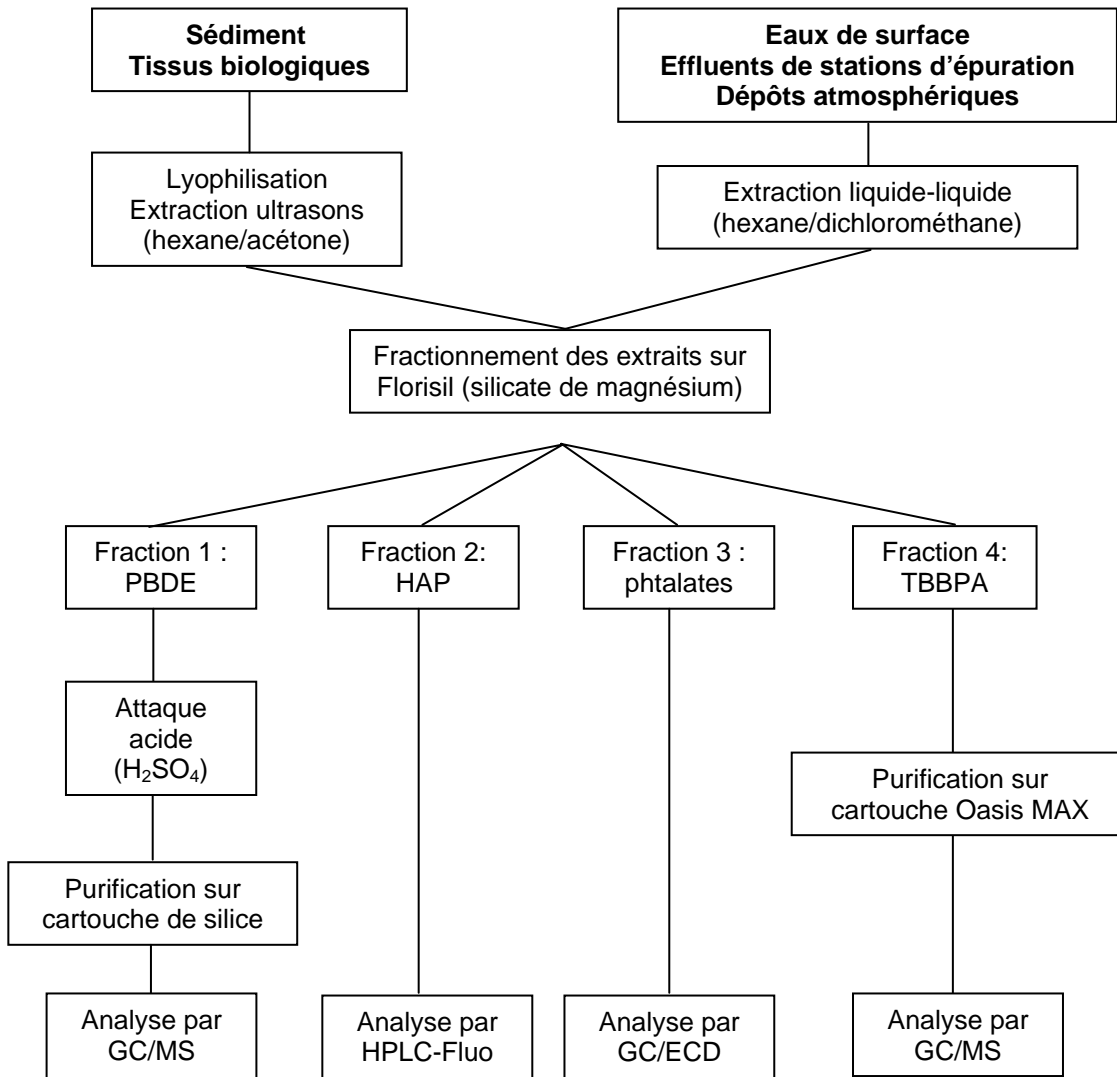 Sédiment
Tissus biologiques
Eaux de surface
Effluents de stations d'épuration
Dépôts atmosphériques
Lyophilisation
Extraction ultrasons
(hexane/acétone)
Extraction liquide-liquide
(hexane/dichlorométhane)
Fractionnement des extraits sur
Florisil (silicate de magnésium)
Fraction 1 :
PBDE
Fraction 2:
HAP
Fraction 3 :
phtalates
Fraction 4:
TBBPA
Attaque
acide
(H₂SO₄)
Purification sur
cartouche Oasis MAX
Purification sur
cartouche de silice
Analyse par
GC/MS
Analyse par
HPLC-Fluo
Analyse par
GC/ECD
Analyse par
GC/MS